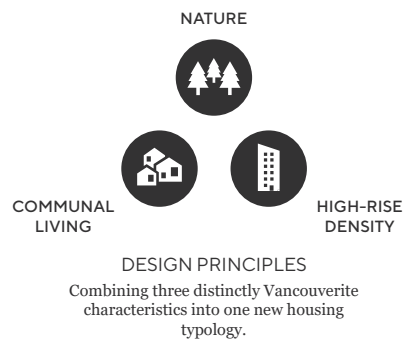 NATURE
COMMUNAL
LIVING
HIGH-RISE
DENSITY
DESIGN PRINCIPLES
Combining three distinctly Vancouverite
characteristics into one new housing
typology.